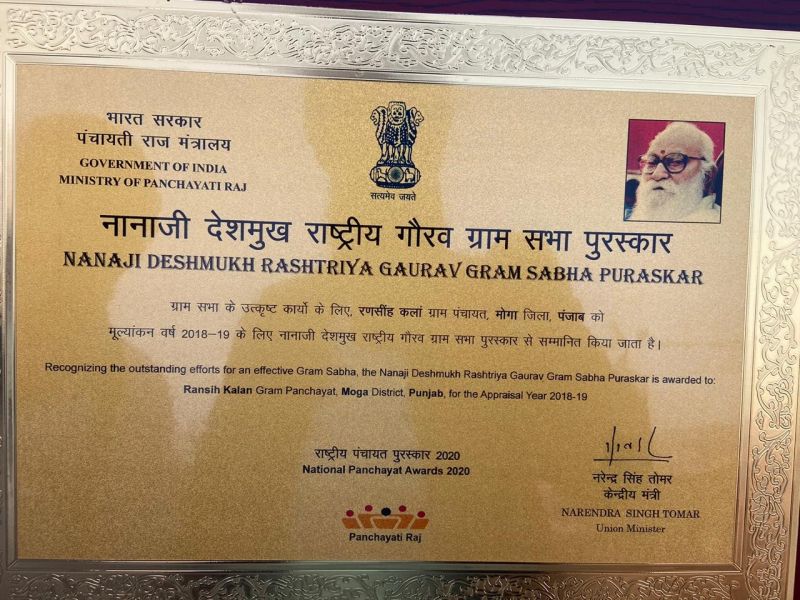 भारत सरकार
पंचायती राज मंत्रालय
GOVERNMENT OF INDIA
MINISTRY OF PANCHAYATI RAJ
सत्यमेव जयते
नानाजी देशमुख राष्ट्रीय गौरव ग्राम सभा पुरस्कार
NANAJI DESHMUKH RASHTRIYA GAURAV GRAM SABHA PURASKAR
ग्राम सभा के उत्कृष्ट कार्यो के लिए, रणसींह कलां ग्राम पंचायत, मोगा जिला, पंजाब को
मूल्यांकन वर्ष 2018-19 के लिए नानाजी देशमुख राष्ट्रीय गौरव ग्राम सभा पुरस्कार से सम्मानित किया जाता है।
Recognizing the outstanding efforts for an effective Gram Sabha, the Nanaji Deshmukh Rashtriya Gaurav Gram Sabha Puraskar is awarded to:
Ransih Kalan Gram Panchayat, Moga District, Punjab, for the Appraisal Year 2018-19
राष्ट्रीय पंचायत पुरस्कार 2020
National Panchayat Awards 2020
नरेन्द्र सिंह तोमर
केन्द्रीय मंत्री
NARENDRA SINGH TOMAR
Union Minister
Panchayati Raj